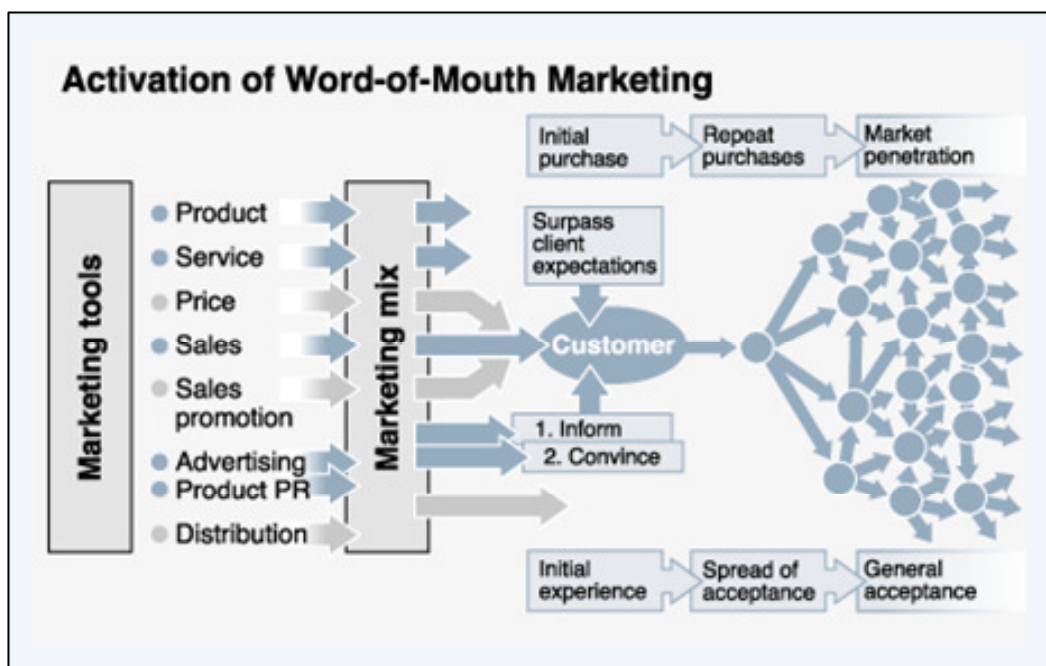 Activation of Word-of-Mouth Marketing
Initial
purchase
Repeat
purchases
Market
penetration
Marketing tools
Product
Service
Price
Sales
Sales
promotion
Advertising
Product PR
Distribution
Marketing mix
Surpass
client
expectations
Customer
1. Inform
2. Convince
Initial
experience
Spread of
acceptance
General
acceptance